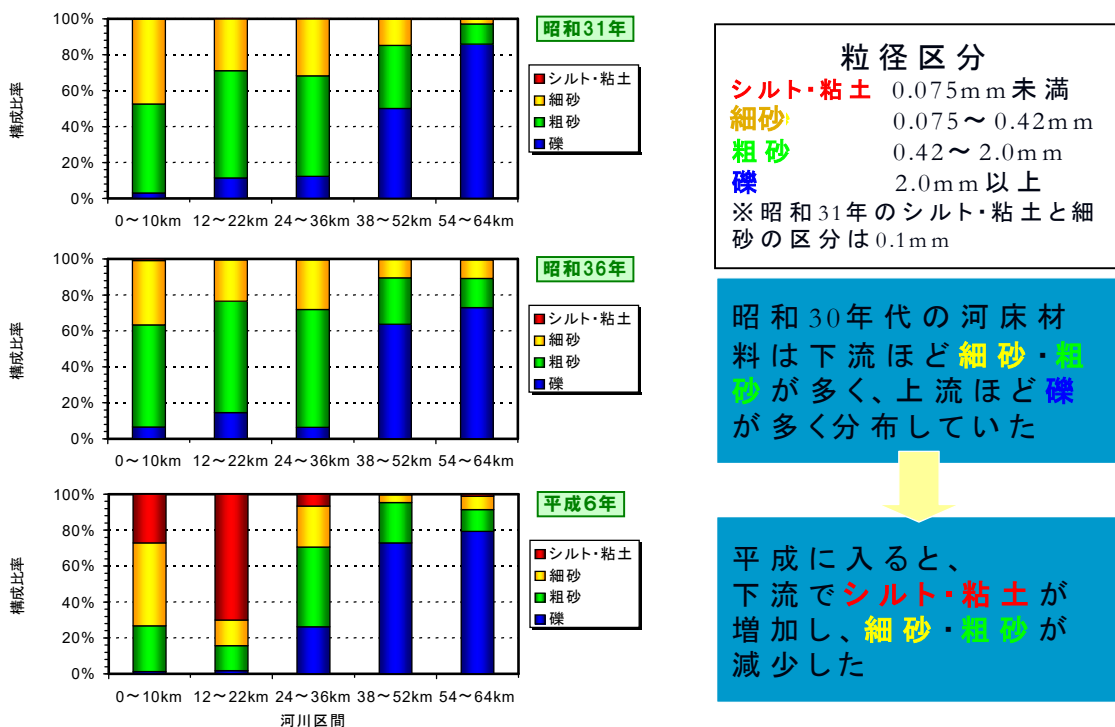 構成比率
100%
80%
60%
40%
20%
0%
0～10km
12～22km
24～36km
38～52km
54～64km
昭和31年
シルト・粘土
細砂
粗砂
礫
構成比率
100%
80%
60%
40%
20%
0%
0～10km
12～22km
24～36km
38～52km
54～64km
昭和36年
シルト・粘土
細砂
粗砂
礫
構成比率
100%
80%
60%
40%
20%
0%
0～10km
12～22km
24～36km
38～52km
54～64km
河川区間
平成6年
シルト・粘土
細砂
粗砂
礫
粒径区分
シルト・粘土 0.075mm未満
細砂 0.075～0.42mm
粗砂 0.42～2.0mm
礫 2.0mm以上
※昭和31年のシルト・粘土と細
砂の区分は0.1mm
昭和30年代の河床材
料は下流ほど細砂・粗
砂が多く、上流ほど礫
が多く分布していた
平成に入ると、
下流でシルト・粘土が
増加し、細砂・粗砂が
減少した